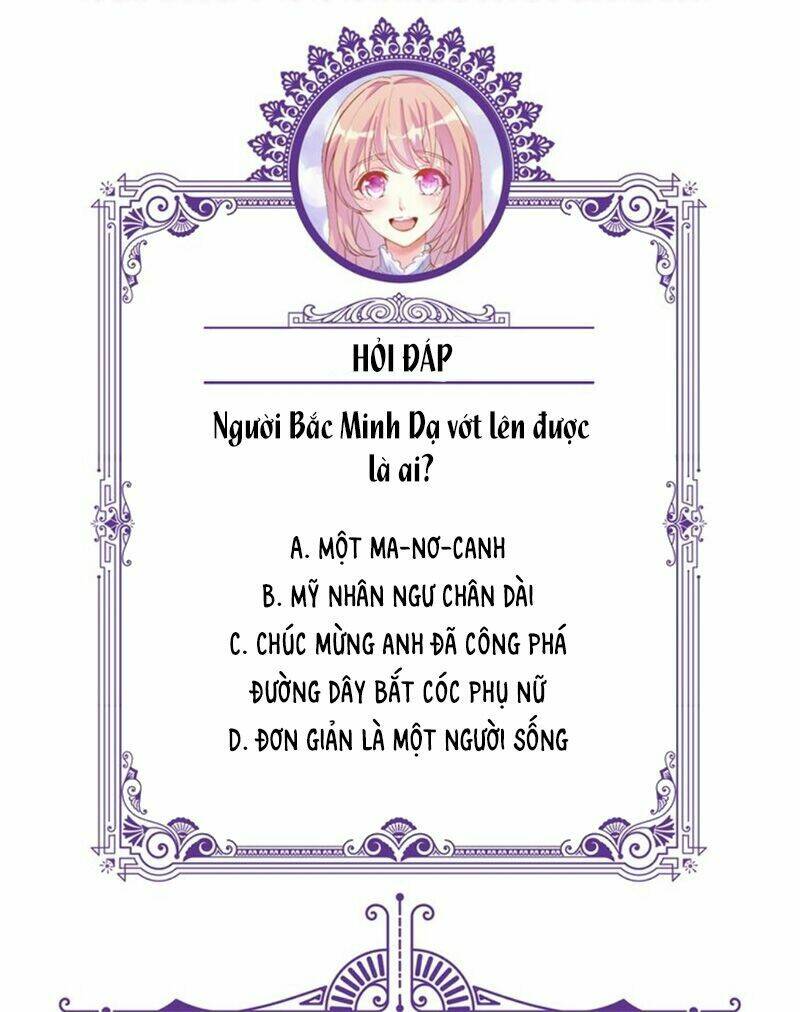 HỎI ĐÁP
Người Bắc Minh Dạ vớt lên được
là ai?
A. MỘT MA-NƠ-CANH
B. MỸ NHÂN NGƯ CHÂN DÀI
C. CHÚC MỪNG ANH ĐÃ CÔNG PHÁ
ĐƯỜNG DÂY BẮT CÓC PHỤ NỮ
D. ĐƠN GIẢN LÀ MỘT NGƯỜI SỐNG